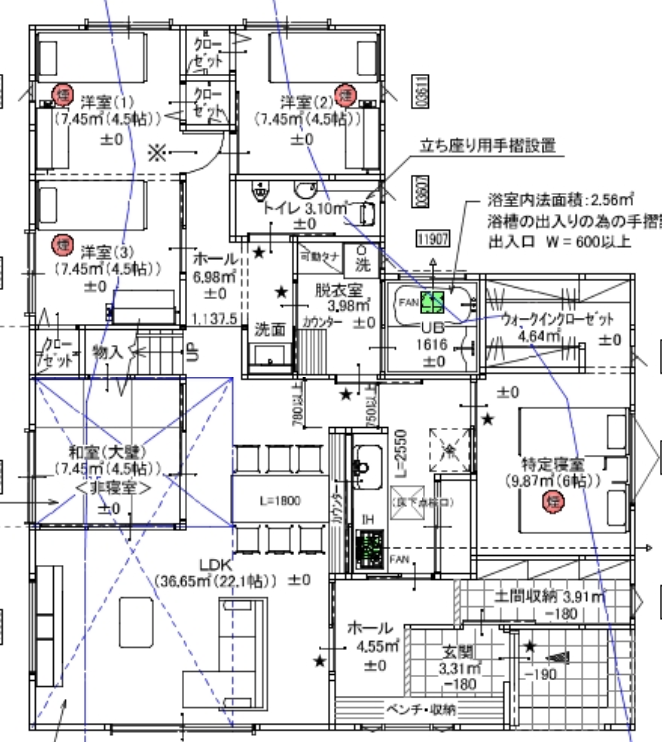 クロー
ゼット
クロー
ゼット
煙
洋室(1)
(7.45㎡(4.5帖))
±0
煙
洋室(2)
(7.45㎡(4.5帖))
±0
※
03611
立ち座り用手摺設置
トイレ 3.10㎡
±0
03607
浴室内法面積:2.56㎡
浴槽の出入りの為の手摺
出入口 W=600以上
11907
煙
洋室(3)
(7.45㎡(4.5帖))
±0
ホール
6.98㎡
±0
1,137.5
★
★
可動タナ
洗
脱衣室
3.98㎡
カウンター
±0
洗面
FAN
UB
1616
±0
ウォークインクローゼット
4.64㎡
±0
クロー
ゼット
物入
UP
780以上
★
750以上
±0
★
和室(大壁)
(7.45㎡(4.5帖))
<非寝室>
±0
L=2550
冷
特定寝室
(9.87㎡(6帖))
煙
L=1800
カウンター
(床下点検口)
IH
FAN
LDK
(36.65㎡(22.1帖))
±0
土間収納 3.91㎡
-180
ホール
4.55㎡
±0
★
玄関
3.31㎡
-180
★
-190
ベンチ・収納